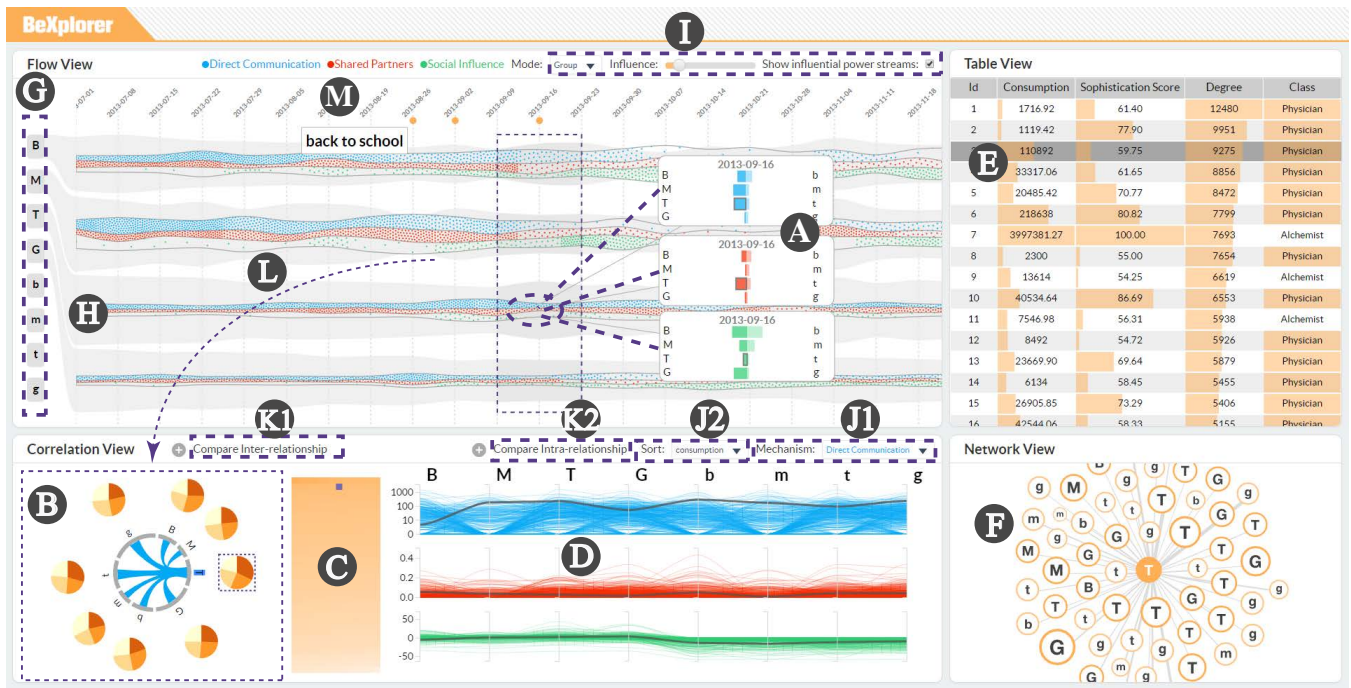 BeXplorer
I
Flow View
Direct Communication Shared Partners Social Influence Mode: Group Influence: Show influential power streams:
G
M
-07-01 2013-07-08 2013-07-15 2013-07-22 2013-07-29 2013-08-05 2013-08-19 2013-08-26 2013-09-02 2013-09-09 2013-09-16 2013-09-23 2013-09-30 2013-10-07 2013-10-14 2013-10-21 2013-10-28 2013-11-04 2013-11-11 2013-11-18
back to school
B
M
T
G
b
m
t
g
L
H
A
2013-09-16
B b
M m
T t
G g
2013-09-16
B b
M m
T t
G g
2013-09-16
B b
M m
T t
G g
Table View
Id Consumption Sophistication Score Degree Class
1 1716.92 61.40 12480 Physician
2 1119.42 77.90 9951 Physician
110892 59.75 9275 Physician
E
33317.06 61.65 8856 Physician
5 20485.42 70.77 8472 Physician
6 218638 80.82 7799 Physician
7 3997381.27 100.00 7693 Alchemist
8 2300 55.00 7654 Physician
9 13614 54.25 6619 Alchemist
10 40534.64 86.69 6553 Physician
11 7546.98 56.31 5938 Alchemist
12 8492 54.72 5926 Physician
13 23669.90 69.64 5879 Physician
14 6134 58.45 5455 Physician
15 26905.85 73.29 5406 Physician
16 42544.06 58.33 5155 Physician
K1 K2 J2 J1
Correlation View Compare Inter-relationship Compare Intra-relationship Sort: consumption Mechanism: Direct Communication
B
B
M
T
G
b
m
t
g
C
B M T G b m t g
1000
100
10
0
D
0.4
0.2
0.0
50
0
-50
Network View
F
B g T
g M t T G
m m b t T b G T
M g G g T T
M t T t G
t B T g
T T T G g
b t T T g
G g t g T m
G m g T